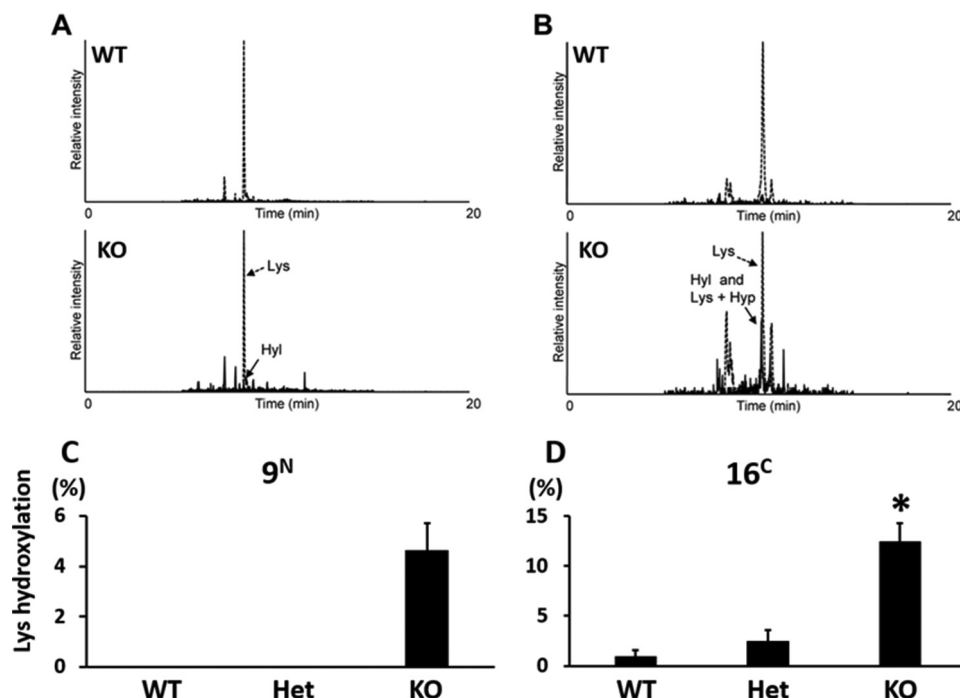 A
WT
Relative intensity
0
Time (min)
20
KO
Lys
Hyl
Relative intensity
0
Time (min)
20
B
WT
Relative intensity
0
Time (min)
20
KO
Lys
Hyl and
Lys + Hyp
Relative intensity
0
Time (min)
20
C
9N
(%)
Lys hydroxylation
6
4
2
0
WT Het KO
D
16C
(%)
*
15
10
5
0
WT Het KO